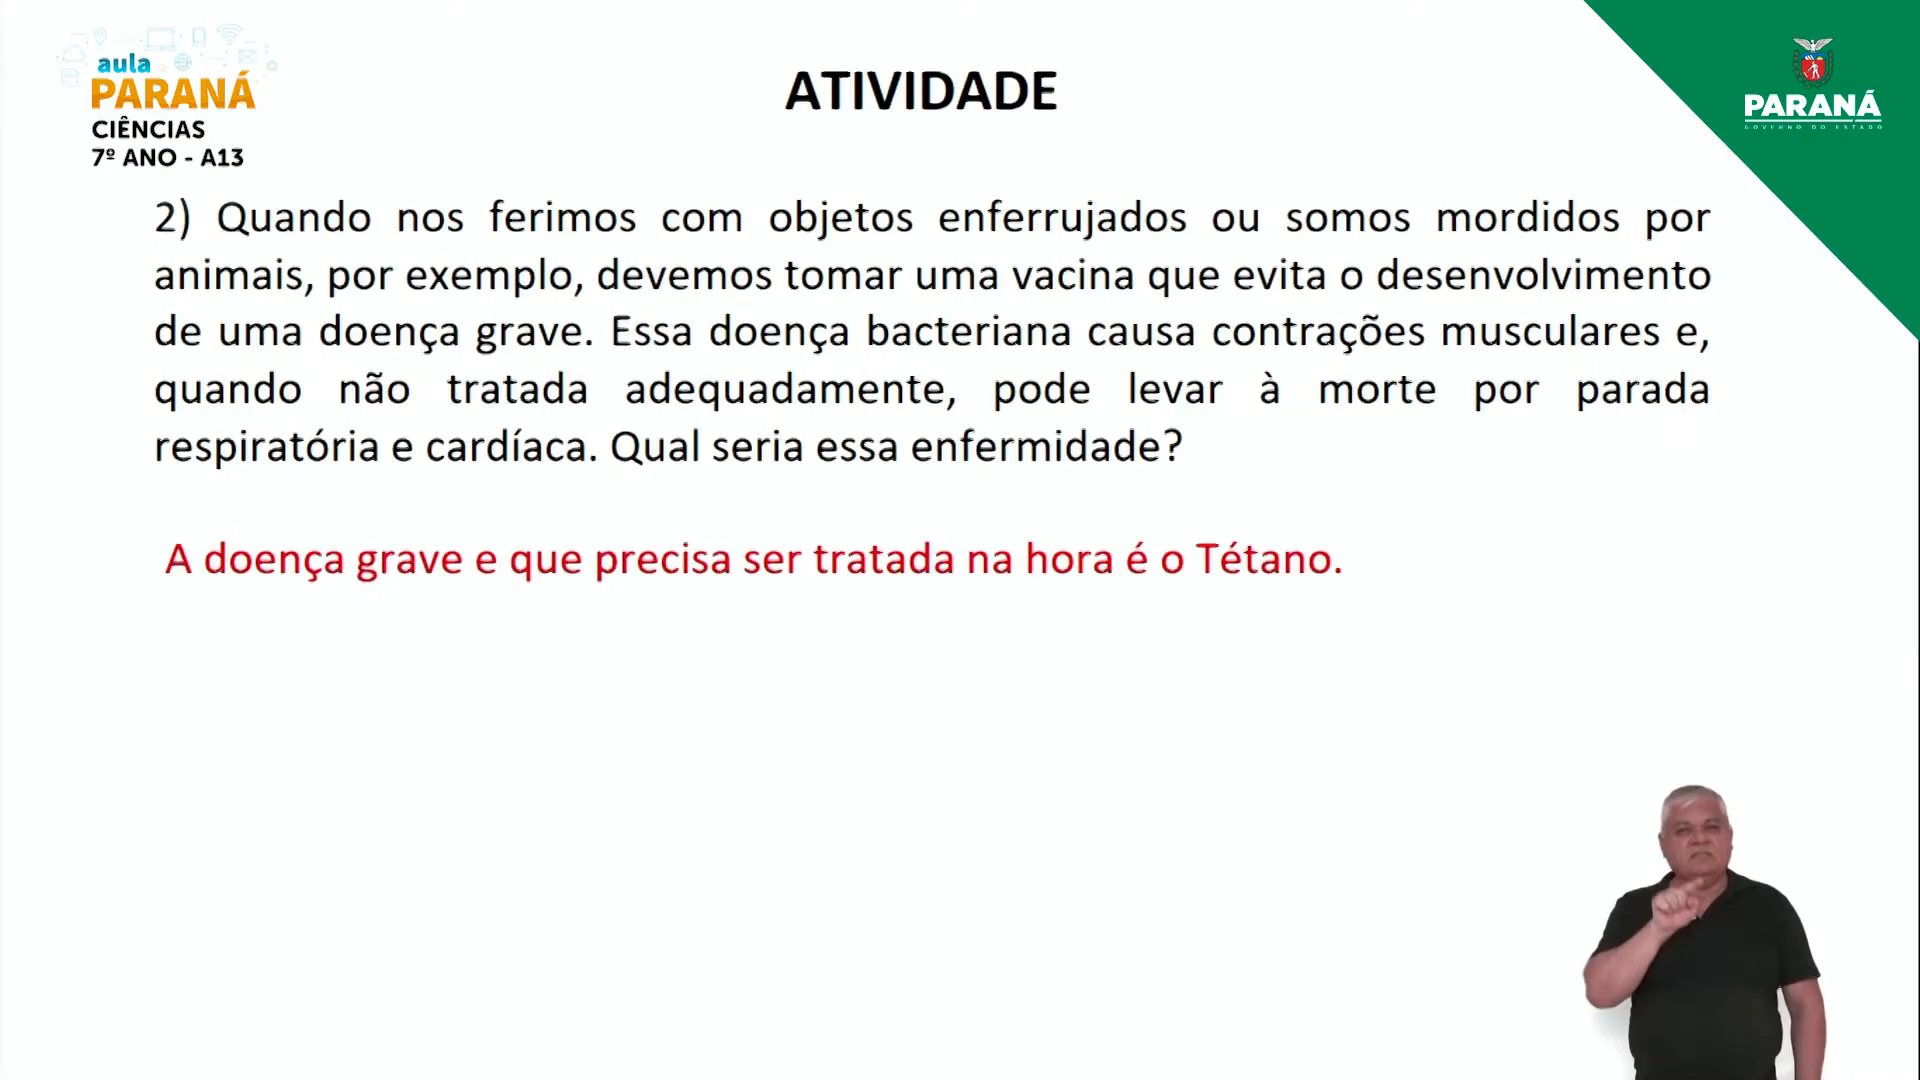 aula
PARANÁ
CIÊNCIAS
7º ANO - A13
ATIVIDADE
PARANÁ
GOVERNO DO ESTADO
2) Quando nos ferimos com objetos enferrujados ou somos mordidos por
animais, por exemplo, devemos tomar uma vacina que evita o desenvolvimento
de uma doença grave. Essa doença bacteriana causa contrações musculares e,
quando não tratada adequadamente, pode levar à morte por parada
respiratória e cardíaca. Qual seria essa enfermidade?
A doença grave e que precisa ser tratada na hora é o Tétano.